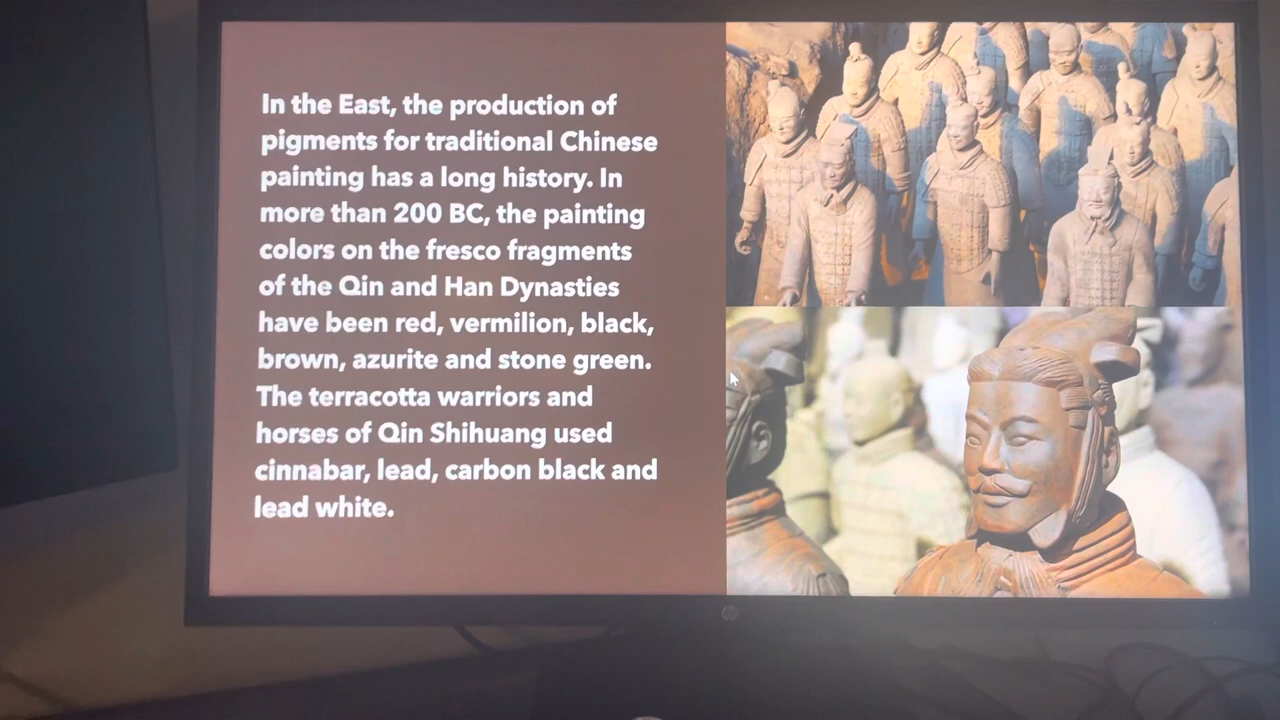 In the East, the production of
pigments for traditional Chinese
painting has a long history. In
more than 200 BC, the painting
colors on the fresco fragments
of the Qin and Han Dynasties
have been red, vermilion, black,
brown, azurite and stone green.
The terracotta warriors and
horses of Qin Shihuang used
cinnabar, lead, carbon black and
lead white.
hp